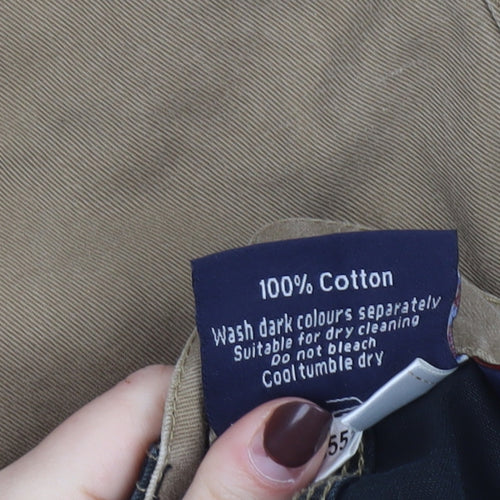 100% Cotton
Wash dark colours separately
Suitable for dry cleaning
Do not bleach
Cool tumble dry
55